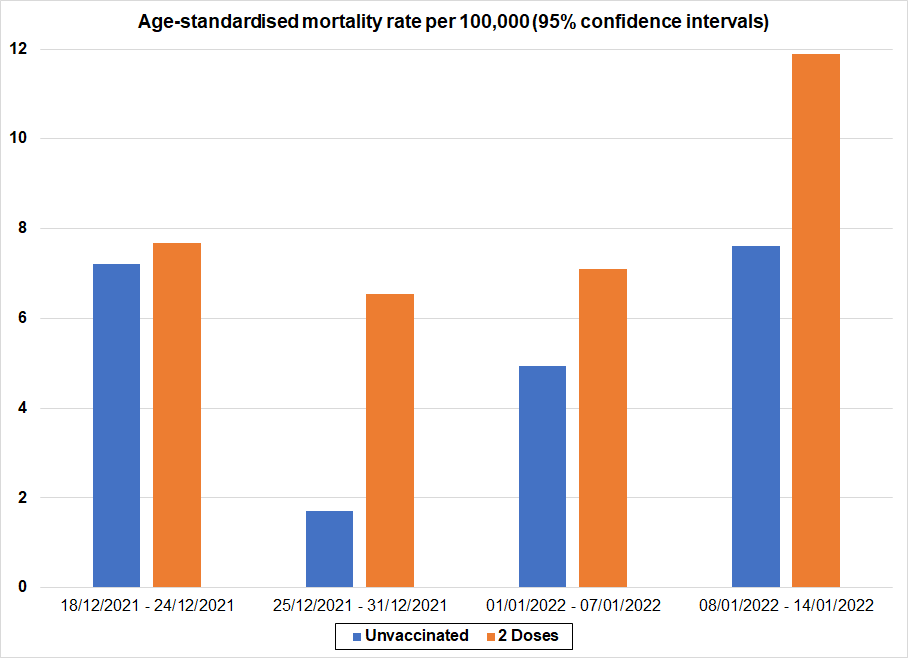 Age-standardised mortality rate per 100,000 (95% confidence intervals)
12
10
8
6
4
2
0
18/12/2021 - 24/12/2021 25/12/2021 - 31/12/2021 01/01/2022 - 07/01/2022 08/01/2022 - 14/01/2022
Unvaccinated 2 Doses